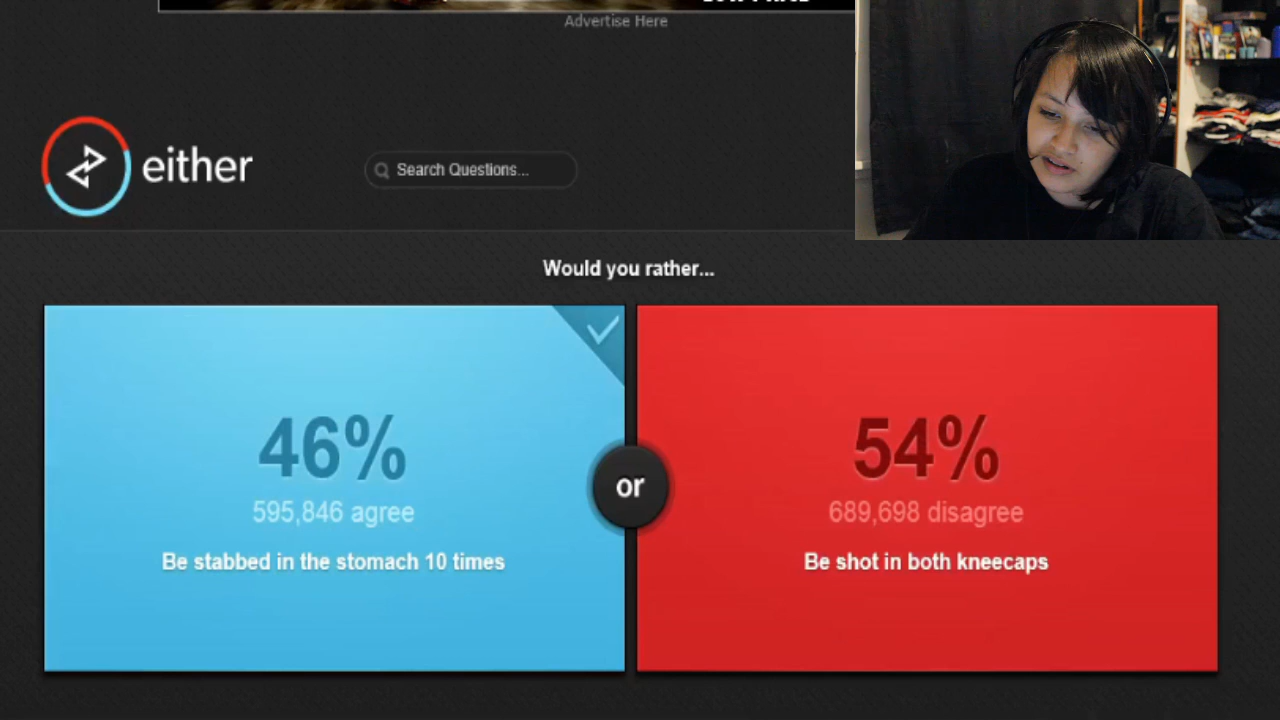 Advertise Here
either
Search Questions...
Would you rather...
46%
595,846 agree
Be stabbed in the stomach 10 times
or
54%
689,698 disagree
Be shot in both kneecaps